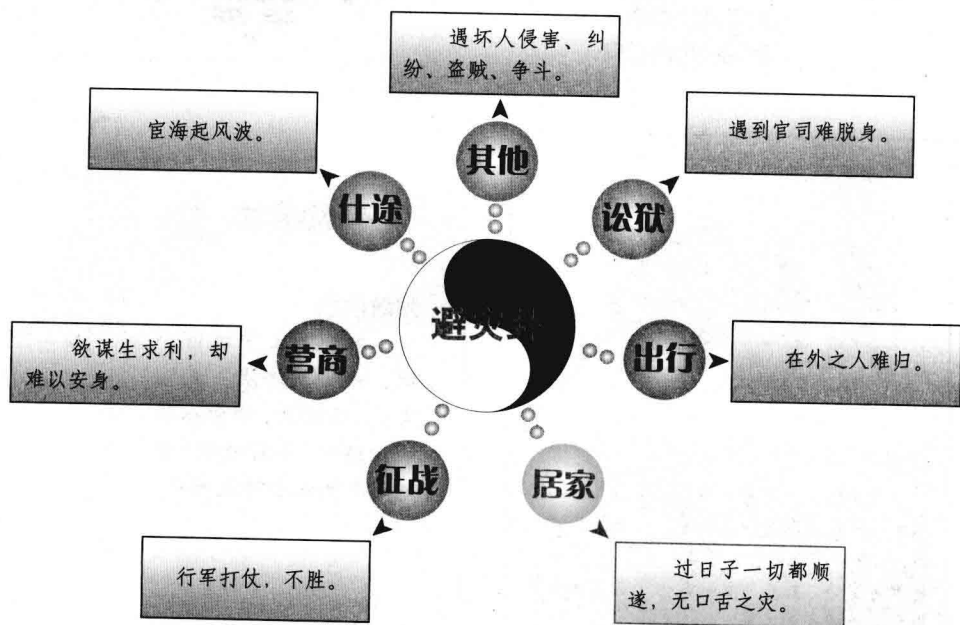 遇坏人侵害、纠
纷、盗贼、争斗。
宦海起风波。
遇到官司难脱身。
其他
仕途
讼狱
避灾卦
欲谋生求利，却
难以安身。
营商
出行
在外之人难归。
征战
居家
行军打仗，不胜。
过日子一切都顺
遂，无口舌之灾。